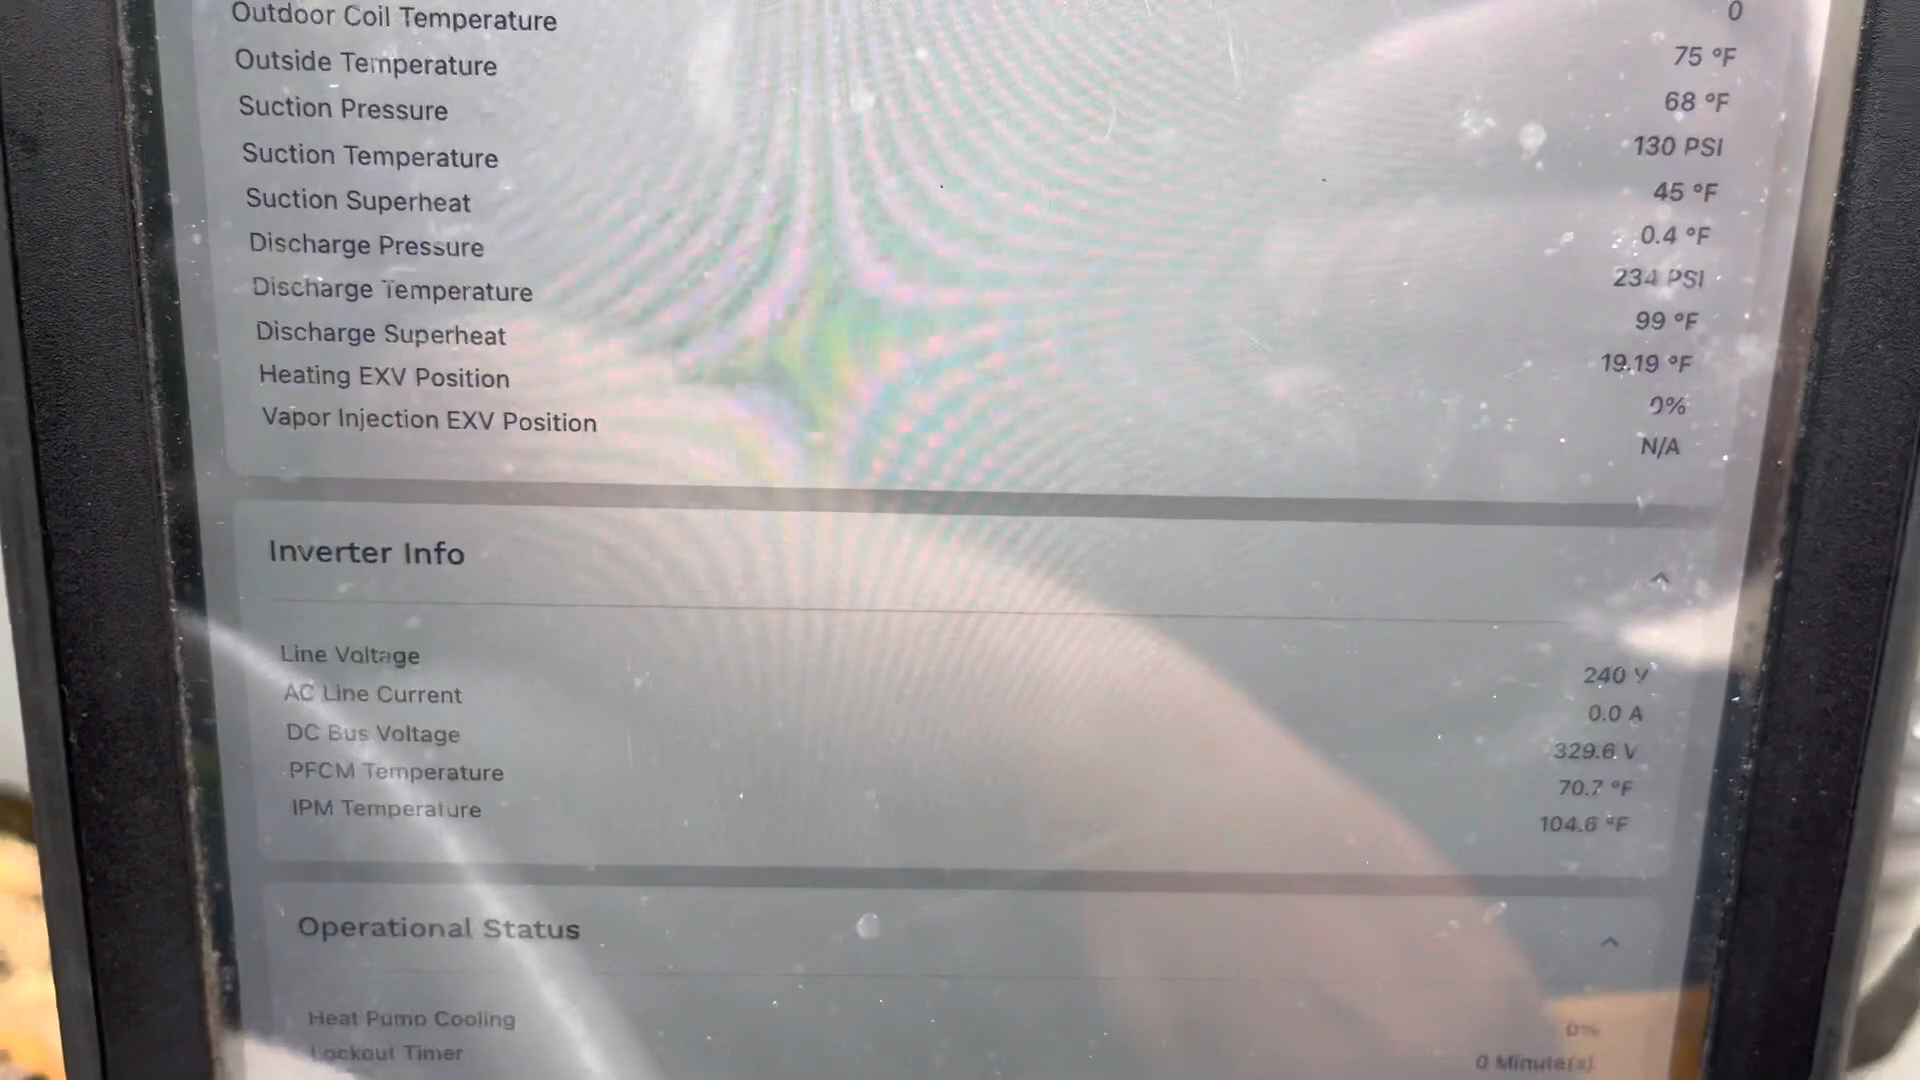 Outdoor Coil Temperature 0
Outside Temperature 75 °F
Suction Pressure 68 °F
Suction Temperature 130 PSI
Suction Superheat 45 °F
Discharge Pressure 0.4 °F
Discharge Temperature 234 PSI
Discharge Superheat 99 °F
Heating EXV Position 19.19 °F
Vapor Injection EXV Position 0%
N/A
Inverter Info
Line Voltage 240 V
AC Line Current 0.0 A
DC Bus Voltage 329.6 V
PFCM Temperature 70.7 °F
IPM Temperature 104.6 °F
Operational Status
Heat Pump Cooling 0%
Lockout Timer 0 Minute(s)